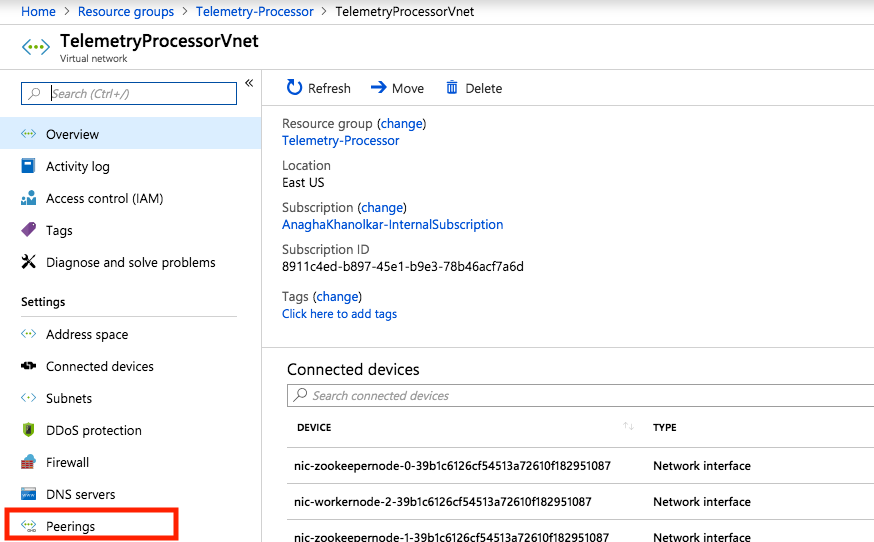 Home > Resource groups > Telemetry-Processor > TelemetryProcessorVnet
TelemetryProcessorVnet
Virtual network
Search (Ctrl+/)
«
Overview
Activity log
Access control (IAM)
Tags
Diagnose and solve problems
Settings
Address space
Connected devices
Subnets
DDoS protection
Firewall
DNS servers
Peerings
Refresh Move Delete
Resource group (change)
Telemetry-Processor
Location
East US
Subscription (change)
AnaghaKhanolkar-InternalSubscription
Subscription ID
8911c4ed-b897-45e1-b9e3-78b46acf7a6d
Tags (change)
Click here to add tags
Connected devices
Search connected devices
DEVICE TYPE
nic-zookeepernode-0-39b1c6126cf54513a72610f182951087 Network interface
nic-workernode-2-39b1c6126cf54513a72610f182951087 Network interface
nic-zookeepernode-1-39b1c6126cf54513a72610f182951087 Network interface